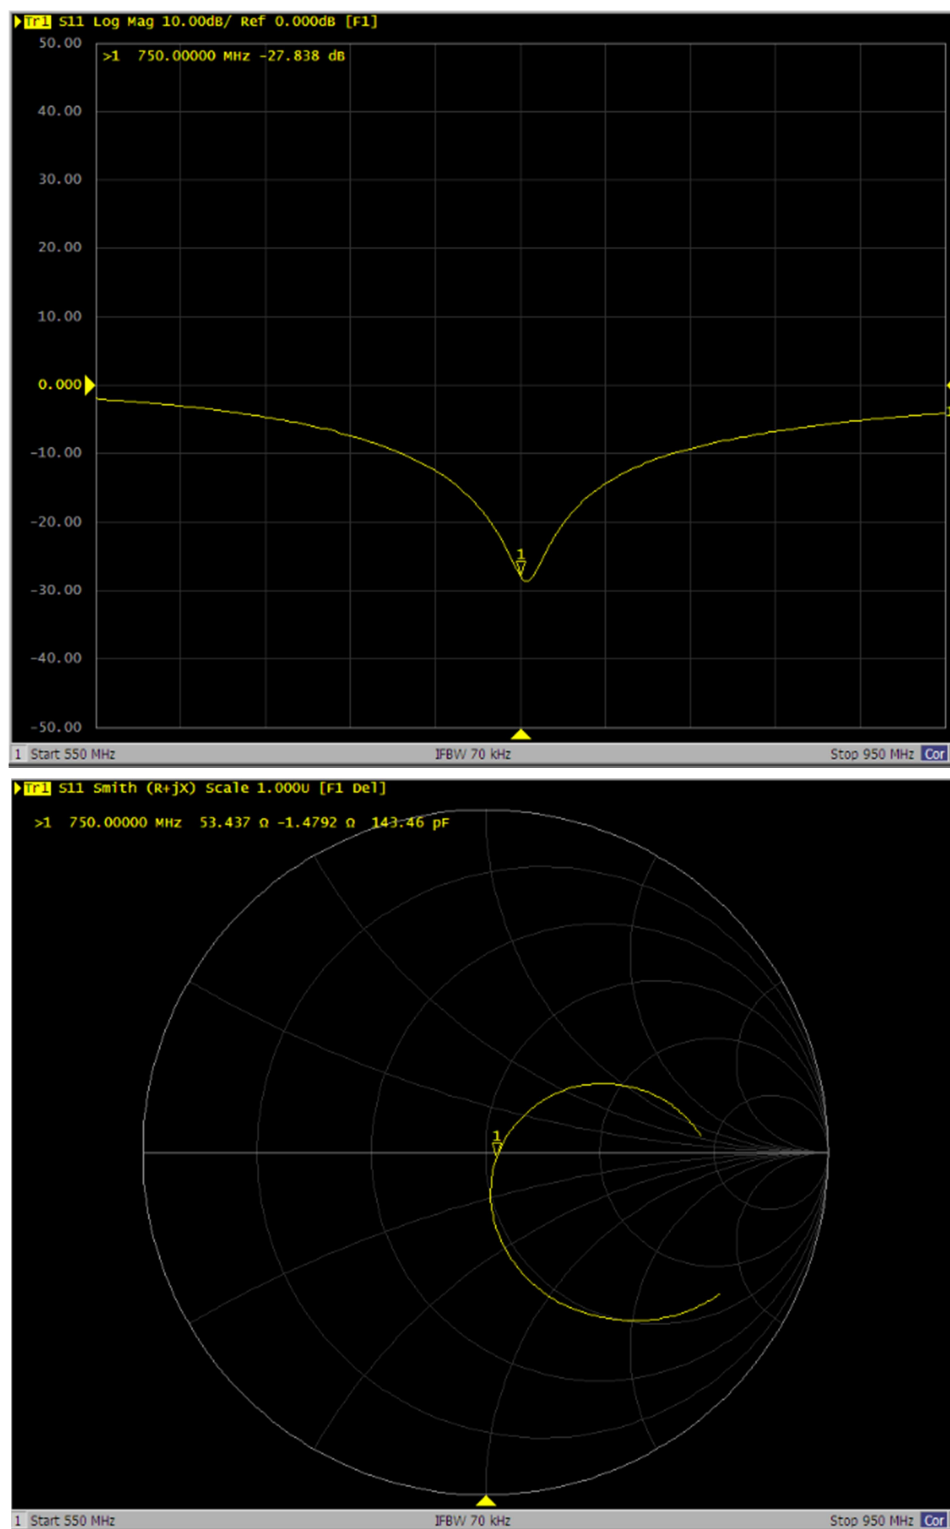 Tr1 S11 Log Mag 10.00dB/ Ref 0.000dB [F1]
50.00
>1 750.00000 MHz -27.838 dB
40.00
30.00
20.00
10.00
0.000
-10.00
-20.00
1
-30.00
-40.00
-50.00
1 Start 550 MHz IFBW 70 kHz Stop 950 MHz Cor
Tr1 S11 Smith (R+jX) Scale 1.000U [F1 Del]
>1 750.00000 MHz 53.437 Ω -1.4792 Ω 143.46 pF
1
1 Start 550 MHz IFBW 70 kHz Stop 950 MHz Cor